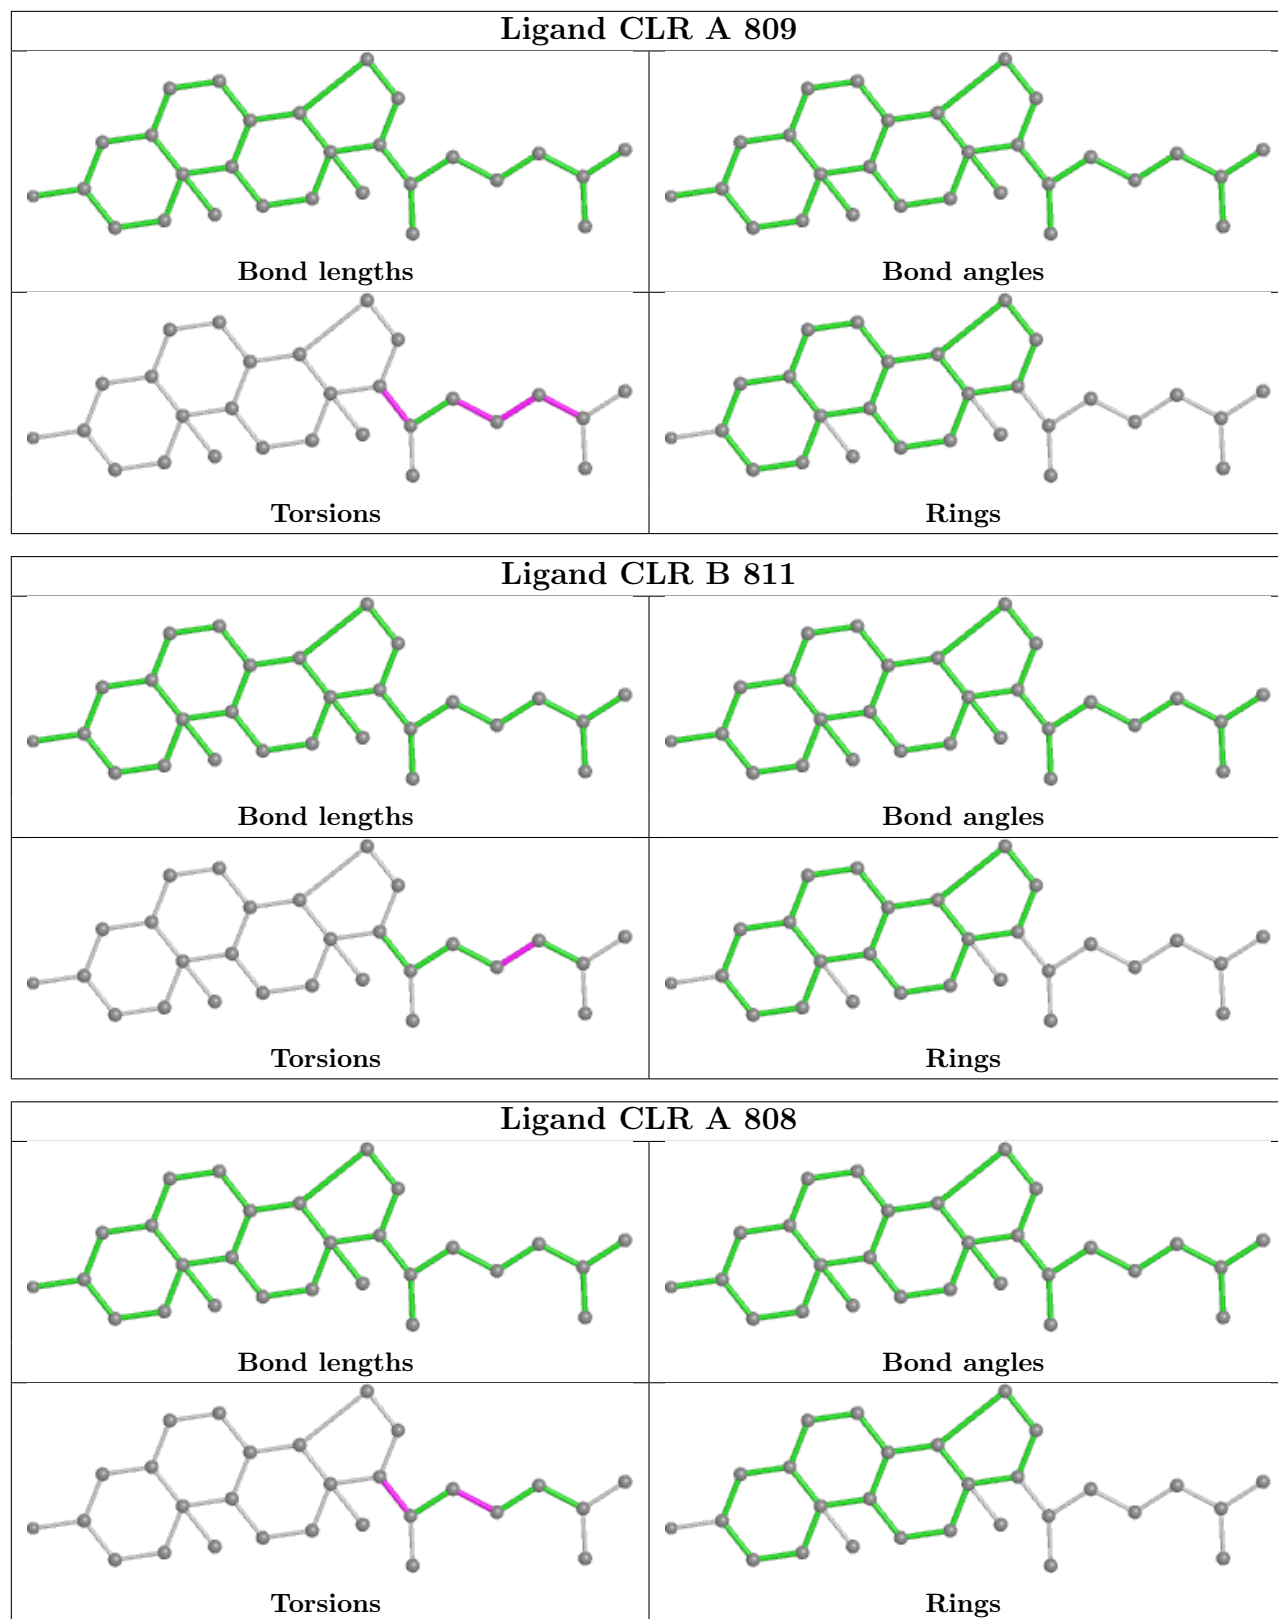 Ligand CLR A 809
Bond lengths
Bond angles
Torsions
Rings
Ligand CLR B 811
Bond lengths
Bond angles
Torsions
Rings
Ligand CLR A 808
Bond lengths
Bond angles
Torsions
Rings